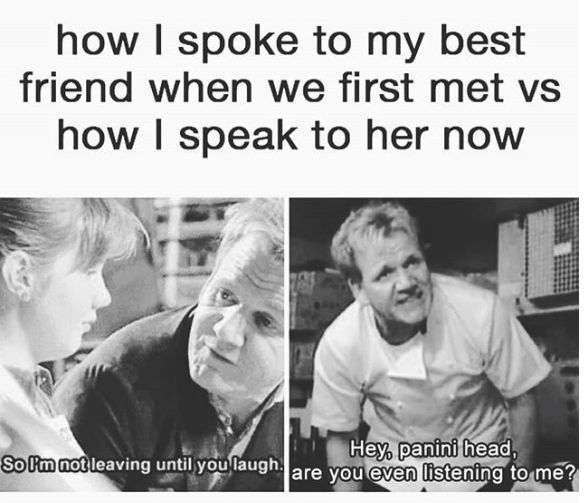 how I spoke to my best
friend when we first met vs
how I speak to her now
So I'm not leaving until you laugh.
Hey, panini head,
are you even listening to me?